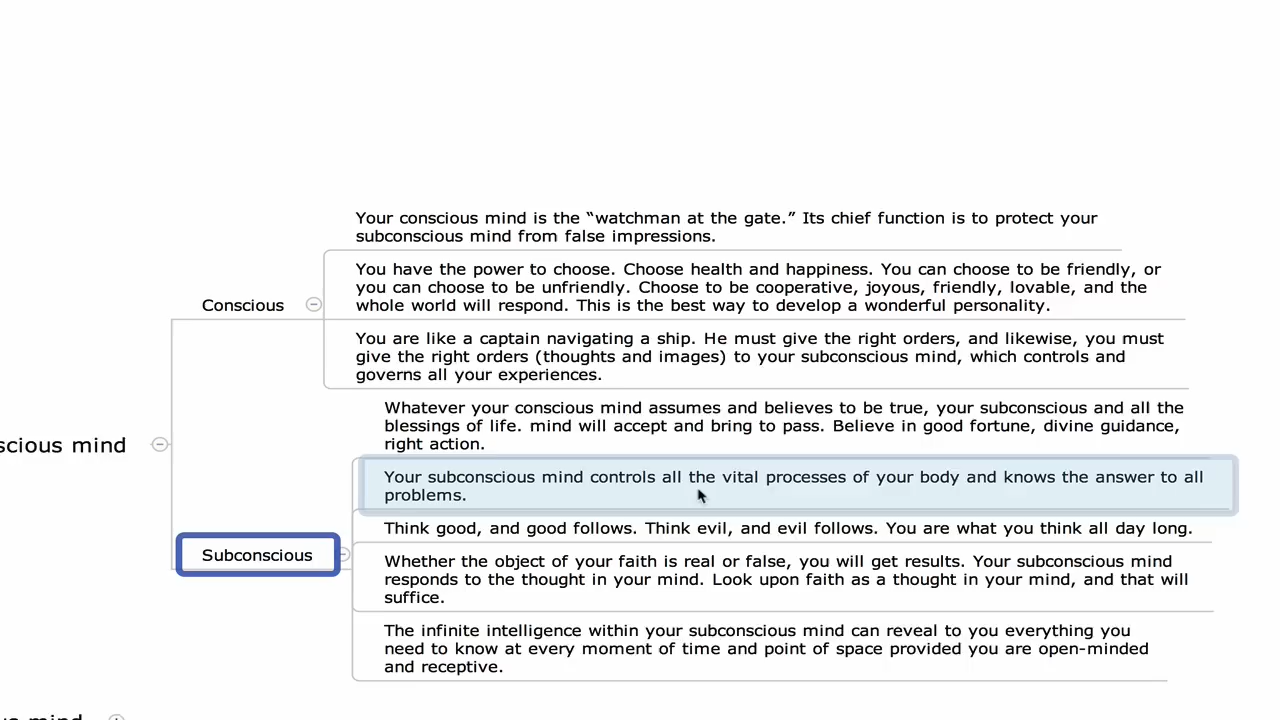 Your conscious mind is the “watchman at the gate.” Its chief function is to protect your
subconscious mind from false impressions.
You have the power to choose. Choose health and happiness. You can choose to be friendly, or
you can choose to be unfriendly. Choose to be cooperative, joyous, friendly, lovable, and the
whole world will respond. This is the best way to develop a wonderful personality.
Conscious
You are like a captain navigating a ship. He must give the right orders, and likewise, you must
give the right orders (thoughts and images) to your subconscious mind, which controls and
governs all your experiences.
Whatever your conscious mind assumes and believes to be true, your subconscious and all the
blessings of life. mind will accept and bring to pass. Believe in good fortune, divine guidance,
right action.
scious mind
Your subconscious mind controls all the vital processes of your body and knows the answer to all
problems.
Think good, and good follows. Think evil, and evil follows. You are what you think all day long.
Subconscious
Whether the object of your faith is real or false, you will get results. Your subconscious mind
responds to the thought in your mind. Look upon faith as a thought in your mind, and that will
suffice.
The infinite intelligence within your subconscious mind can reveal to you everything you
need to know at every moment of time and point of space provided you are open-minded
and receptive.
us mind